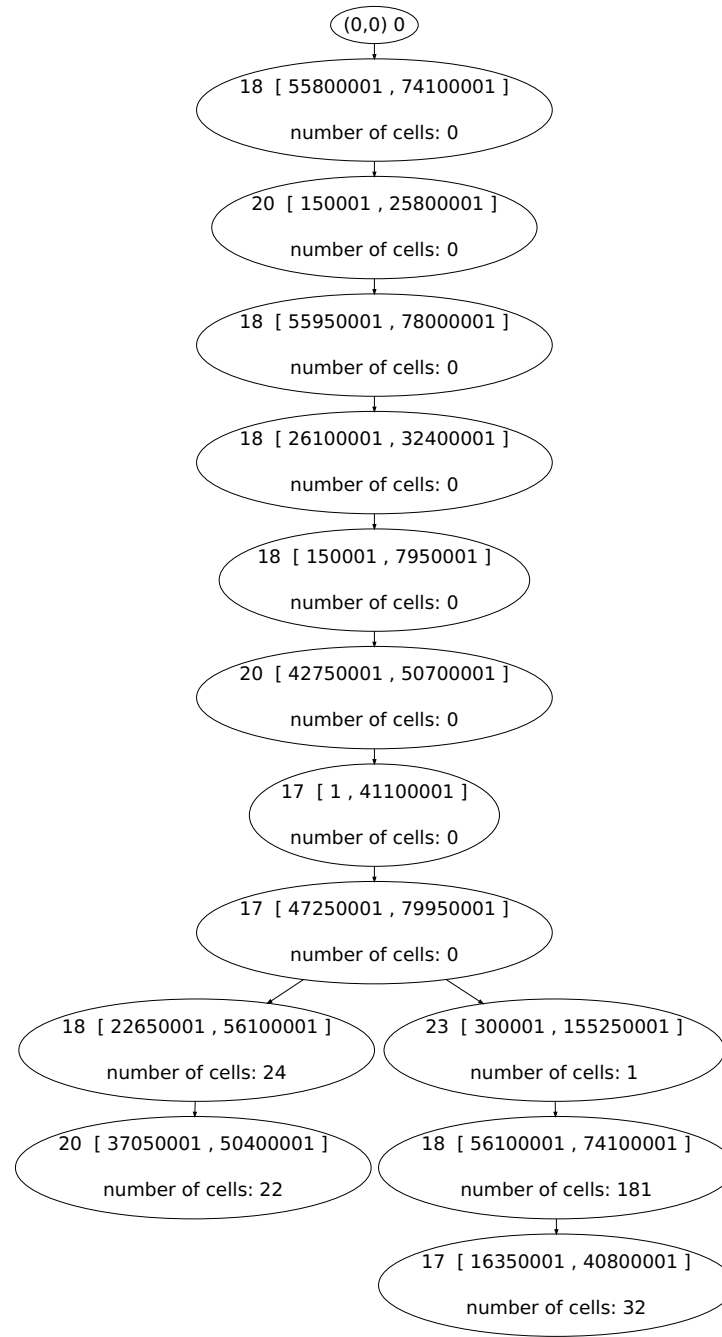 (0,0) 0
18 [ 55800001 , 74100001 ]
number of cells: 0
20 [ 150001 , 25800001 ]
number of cells: 0
18 [ 55950001 , 78000001 ]
number of cells: 0
18 [ 26100001 , 32400001 ]
number of cells: 0
18 [ 150001 , 7950001 ]
number of cells: 0
20 [ 42750001 , 50700001 ]
number of cells: 0
17 [ 1 , 41100001 ]
number of cells: 0
17 [ 47250001 , 79950001 ]
number of cells: 0
18 [ 22650001 , 56100001 ]
number of cells: 24
23 [ 300001 , 155250001 ]
number of cells: 1
20 [ 37050001 , 50400001 ]
number of cells: 22
18 [ 56100001 , 74100001 ]
number of cells: 181
17 [ 16350001 , 40800001 ]
number of cells: 32